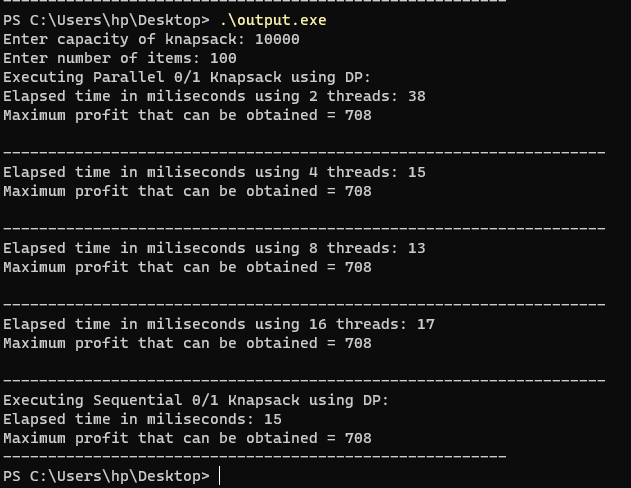 PS C:\Users\hp\Desktop> .\output.exe
Enter capacity of knapsack: 10000
Enter number of items: 100
Executing Parallel 0/1 Knapsack using DP:
Elapsed time in miliseconds using 2 threads: 38
Maximum profit that can be obtained = 708
-------------------------------------------------------------------
Elapsed time in miliseconds using 4 threads: 15
Maximum profit that can be obtained = 708
-------------------------------------------------------------------
Elapsed time in miliseconds using 8 threads: 13
Maximum profit that can be obtained = 708
-------------------------------------------------------------------
Elapsed time in miliseconds using 16 threads: 17
Maximum profit that can be obtained = 708
-------------------------------------------------------------------
Executing Sequential 0/1 Knapsack using DP:
Elapsed time in miliseconds: 15
Maximum profit that can be obtained = 708
--------------------------------------------------------
PS C:\Users\hp\Desktop>